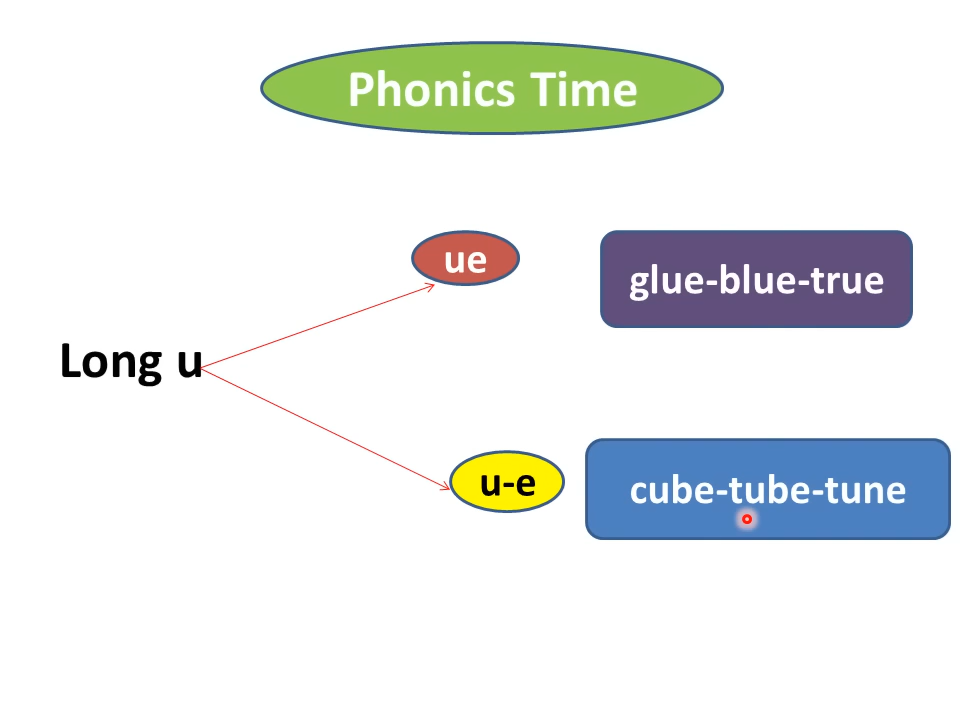 Phonics Time
ue
glue-blue-true
Long u
u-e
cube-tube-tune